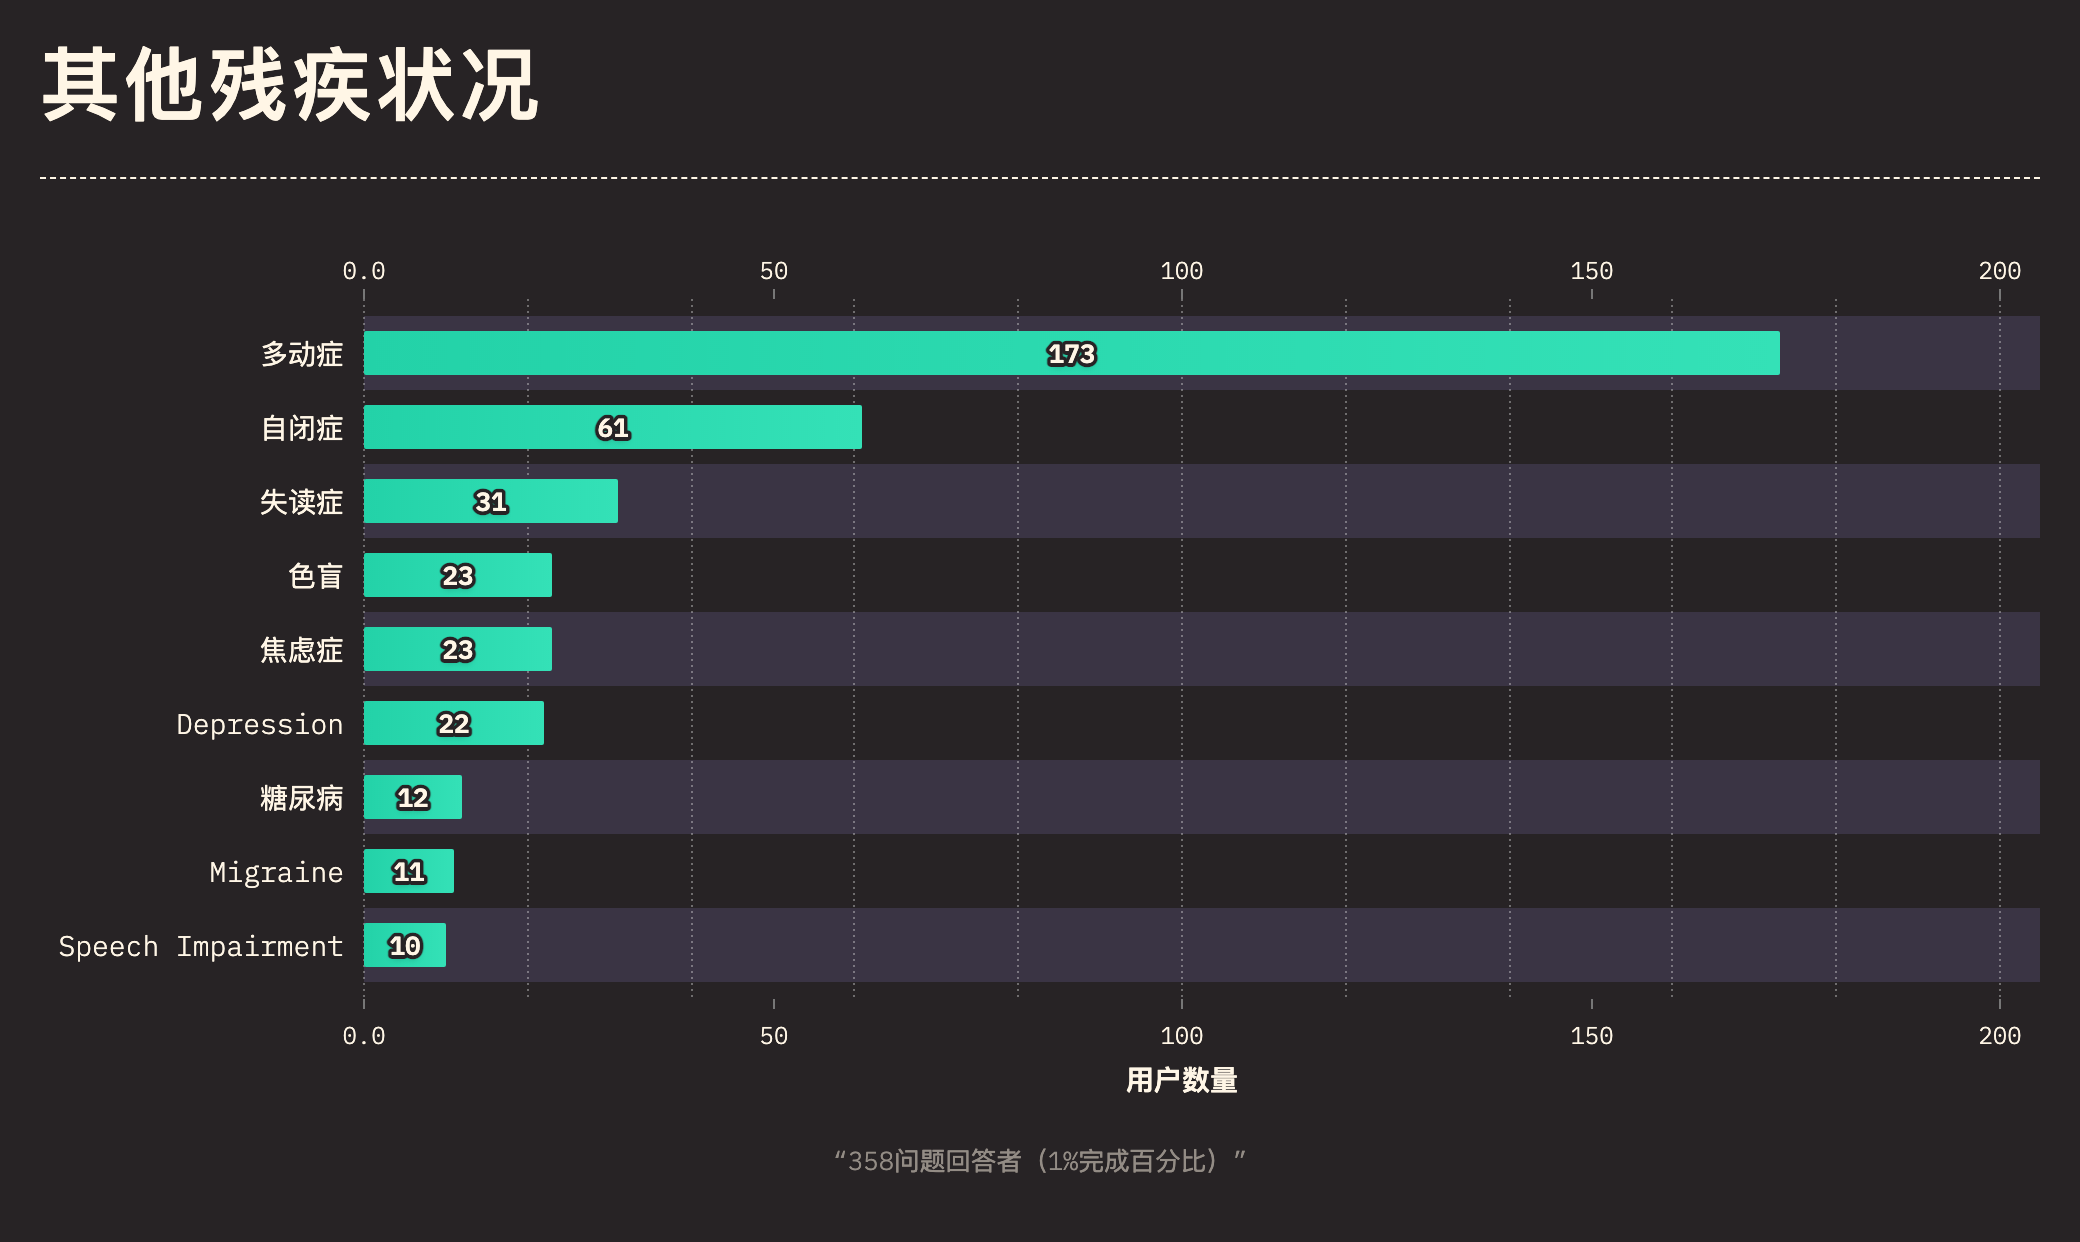 其他残疾状况
0.0 50 100 150 200
多动症 173
自闭症 61
失读症 31
色盲 23
焦虑症 23
Depression 22
糖尿病 12
Migraine 11
Speech Impairment 10
0.0 50 100 150 200
用户数量
“358问题回答者（1%完成百分比）”